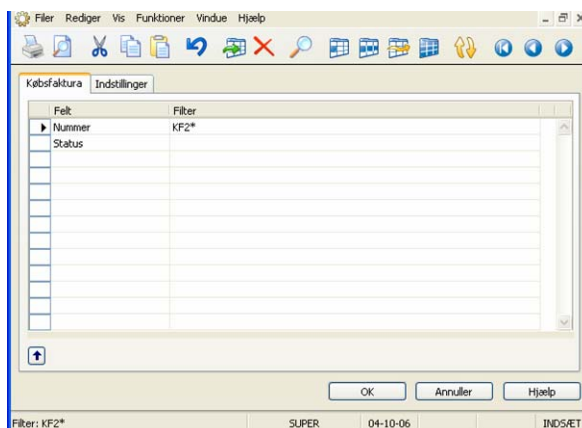 Filer Rediger Vis Funktioner Vindue Hjælp
Købsfaktura Indstillinger
Felt Filter
Nummer KF2*
Status
OK Annuller Hjælp
Filter: KF2* SUPER 04-10-06 INDSÆT